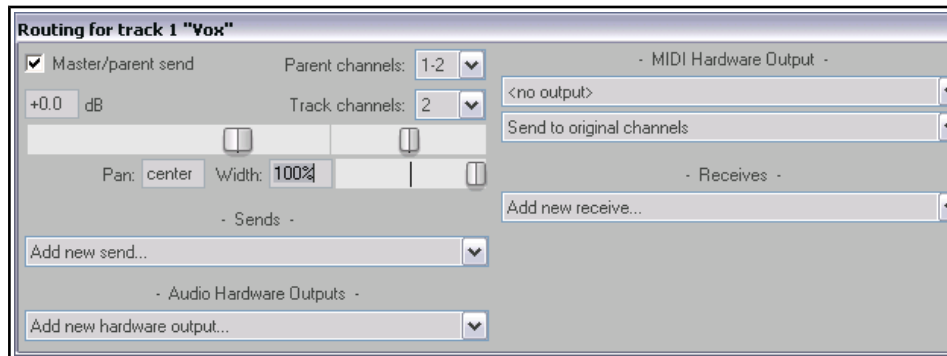 Routing for track 1 "Vox"
Master/parent send
Parent channels: 1-2
+0.0 dB
Track channels: 2
Pan: center Width: 100%
- Sends -
Add new send...
- Audio Hardware Outputs -
Add new hardware output...
- MIDI Hardware Output -
<no output>
Send to original channels
- Receives -
Add new receive...